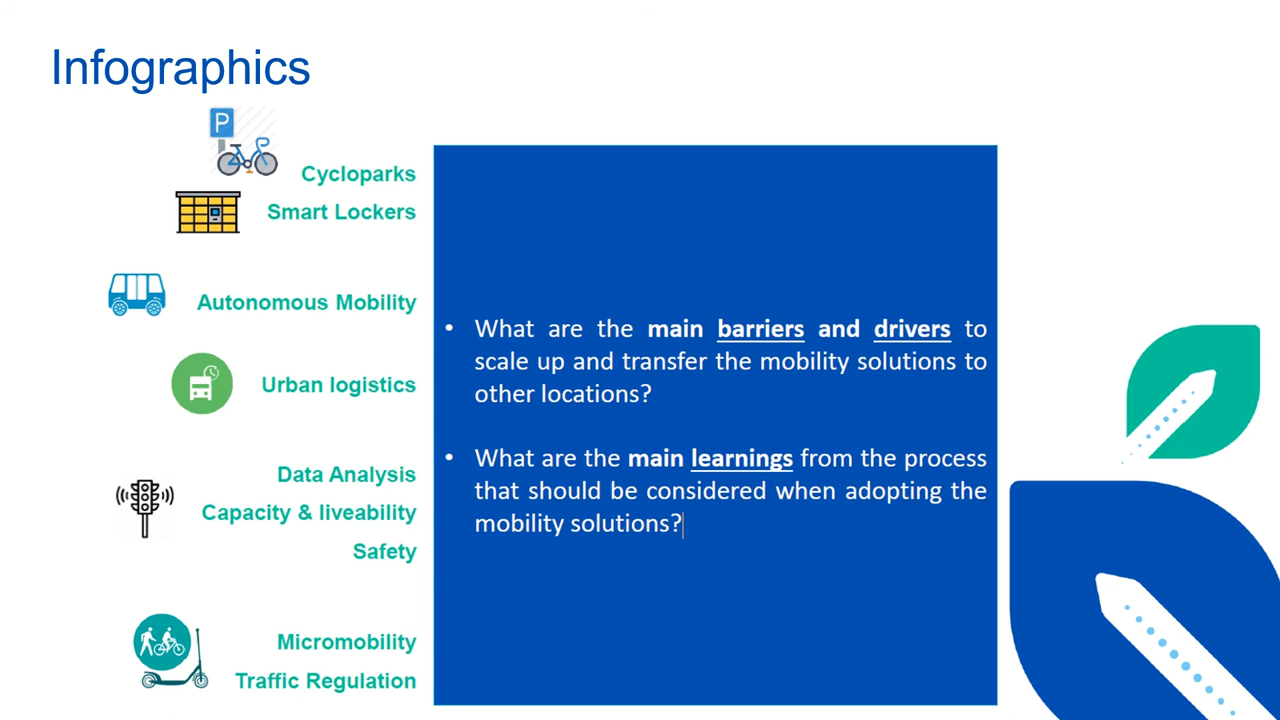 Infographics
P
Cycloparks
Smart Lockers
Autonomous Mobility
Urban logistics
Data Analysis
Capacity & liveability
Safety
Micromobility
Traffic Regulation
• What are the main barriers and drivers to
scale up and transfer the mobility solutions to
other locations?
• What are the main learnings from the process
that should be considered when adopting the
mobility solutions?